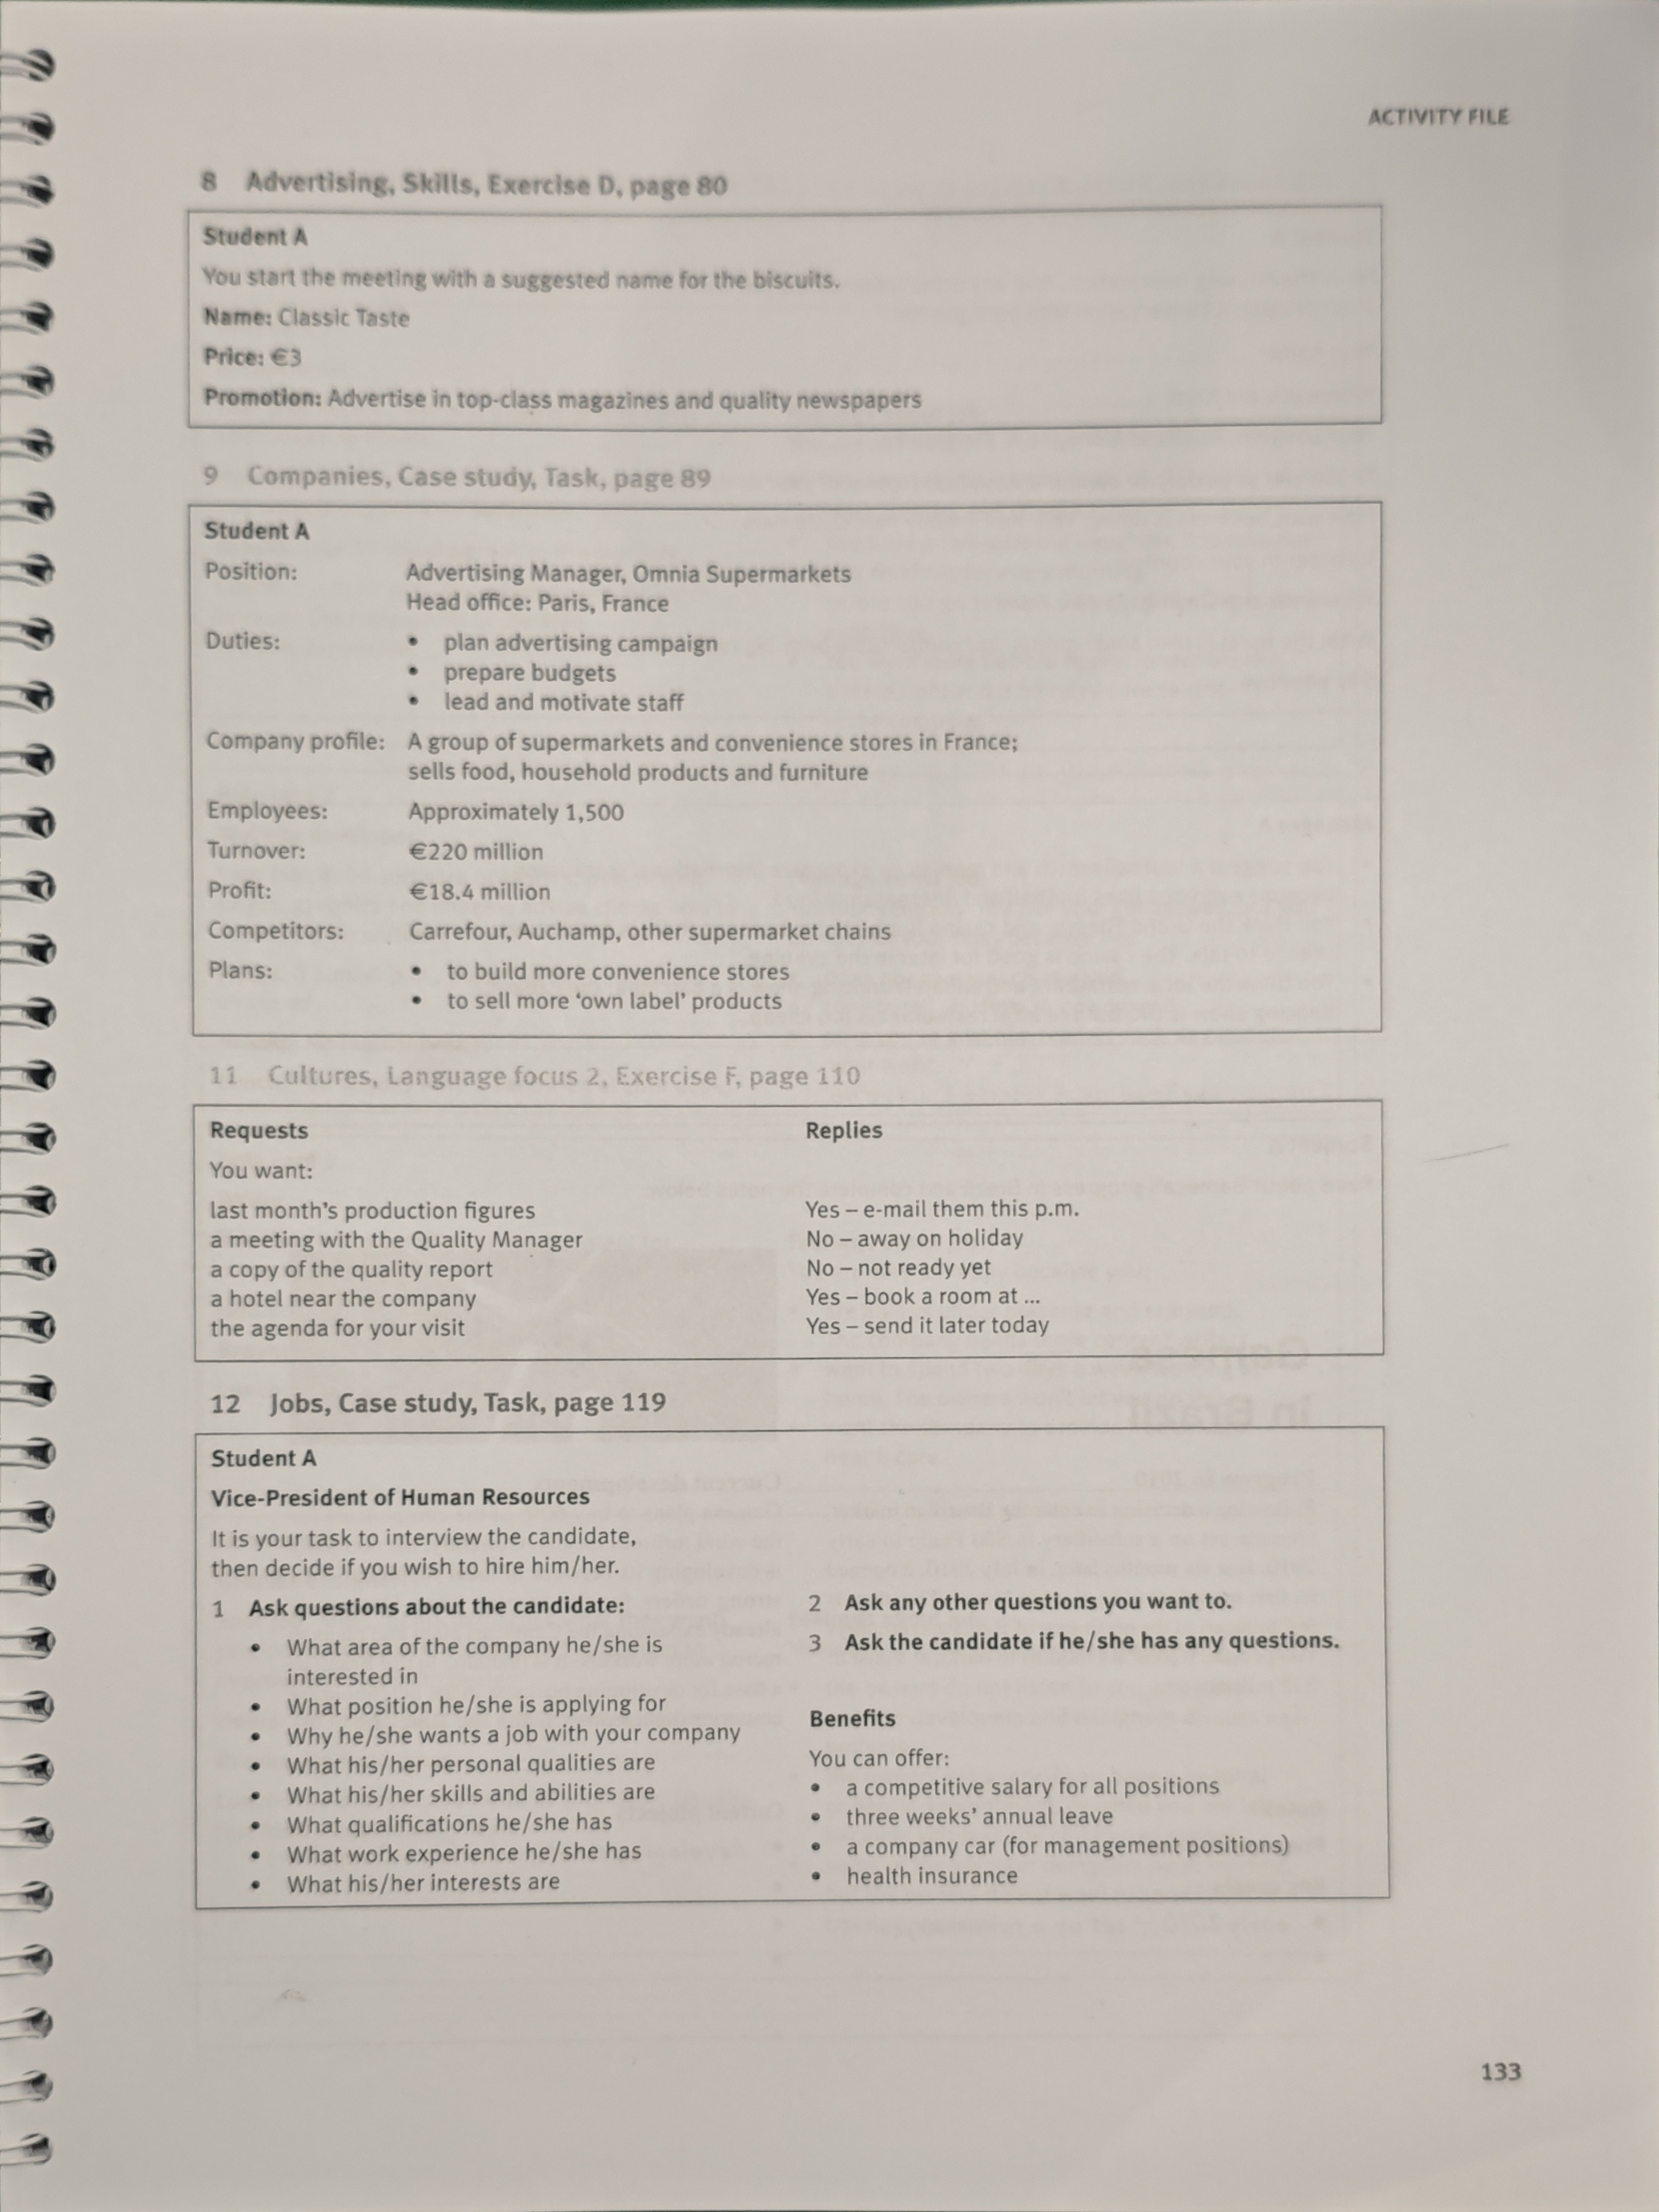 ACTIVITY FILE
8 Advertising, Skills, Exercise D, page 80
Student A
You start the meeting with a suggested name for the biscuits.
Name: Classic Taste
Price: €3
Promotion: Advertise in top-class magazines and quality newspapers
9 Companies, Case study, Task, page 89
Student A
Position: Advertising Manager, Omnia Supermarkets
Head office: Paris, France
Duties: • plan advertising campaign
• prepare budgets
• lead and motivate staff
Company profile: A group of supermarkets and convenience stores in France;
sells food, household products and furniture
Employees: Approximately 1,500
Turnover: €220 million
Profit: €18.4 million
Competitors: Carrefour, Auchamp, other supermarket chains
Plans: • to build more convenience stores
• to sell more ‘own label’ products
11 Cultures, Language focus 2, Exercise F, page 110
Requests Replies
You want:
last month's production figures Yes – e-mail them this p.m.
a meeting with the Quality Manager No – away on holiday
a copy of the quality report No – not ready yet
a hotel near the company Yes – book a room at ...
the agenda for your visit Yes – send it later today
12 Jobs, Case study, Task, page 119
Student A
Vice-President of Human Resources
It is your task to interview the candidate,
then decide if you wish to hire him/her.
1 Ask questions about the candidate:
• What area of the company he/she is
interested in
• What position he/she is applying for
• Why he/she wants a job with your company
• What his/her personal qualities are
• What his/her skills and abilities are
• What qualifications he/she has
• What work experience he/she has
• What his/her interests are
2 Ask any other questions you want to.
3 Ask the candidate if he/she has any questions.
Benefits
You can offer:
• a competitive salary for all positions
• three weeks' annual leave
• a company car (for management positions)
• health insurance
133